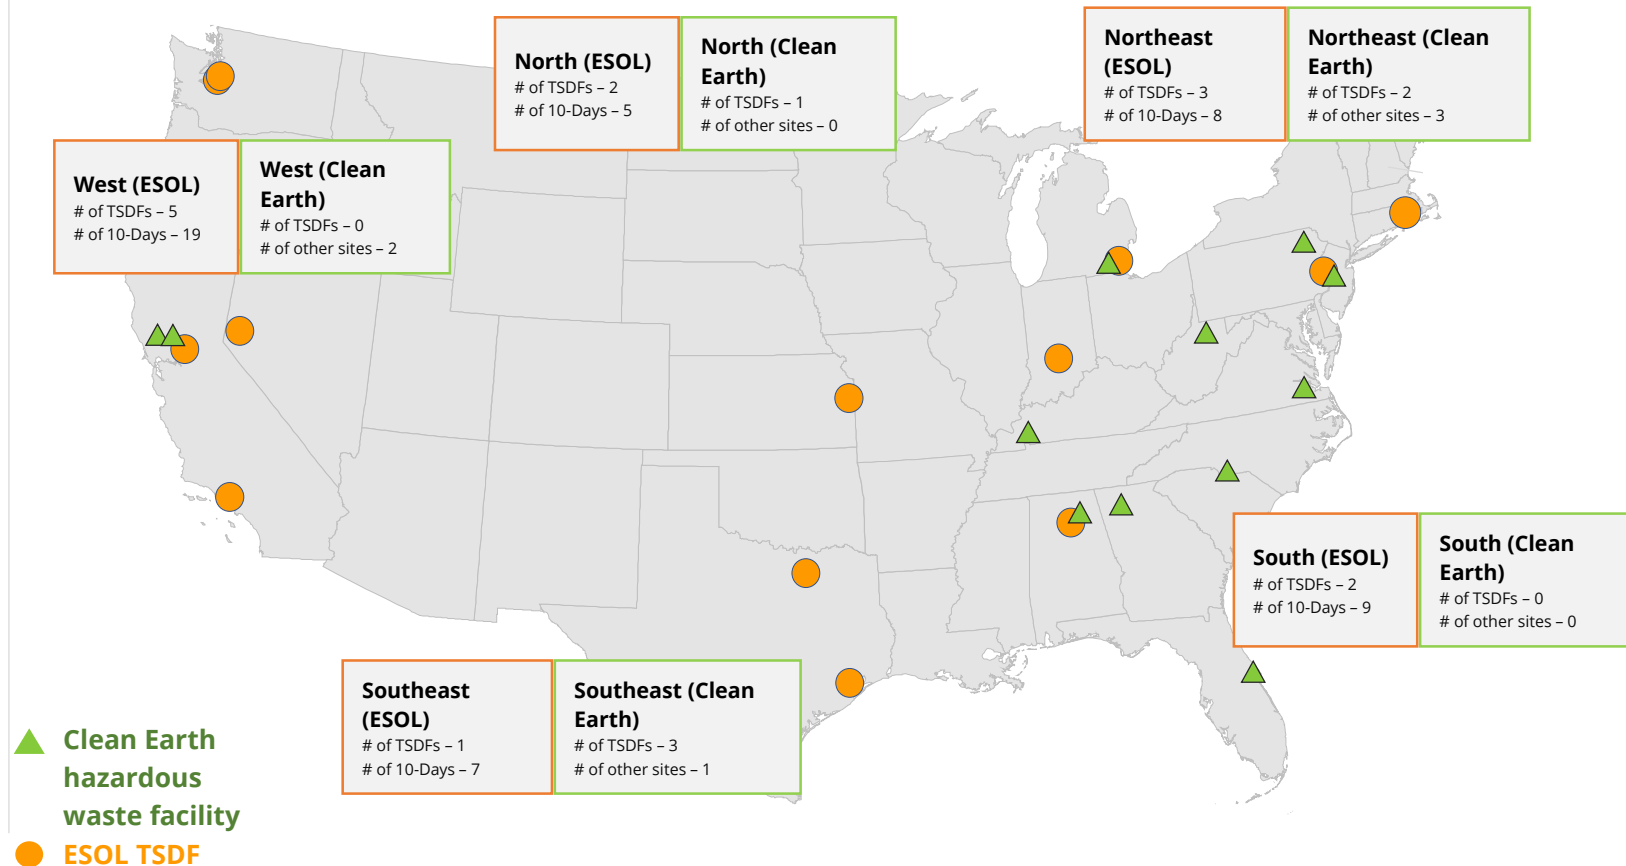 North (ESOL)
# of TSDFs – 2
# of 10-Days – 5
North (Clean
Earth)
# of TSDFs – 1
# of other sites – 0
Northeast
(ESOL)
# of TSDFs – 3
# of 10-Days – 8
Northeast (Clean
Earth)
# of TSDFs – 2
# of other sites – 3
West (ESOL)
# of TSDFs – 5
# of 10-Days – 19
West (Clean
Earth)
# of TSDFs – 0
# of other sites – 2
South (ESOL)
# of TSDFs – 2
# of 10-Days – 9
South (Clean
Earth)
# of TSDFs – 0
# of other sites – 0
Southeast
(ESOL)
# of TSDFs – 1
# of 10-Days – 7
Southeast (Clean
Earth)
# of TSDFs – 3
# of other sites – 1
Clean Earth
hazardous
waste facility
ESOL TSDF